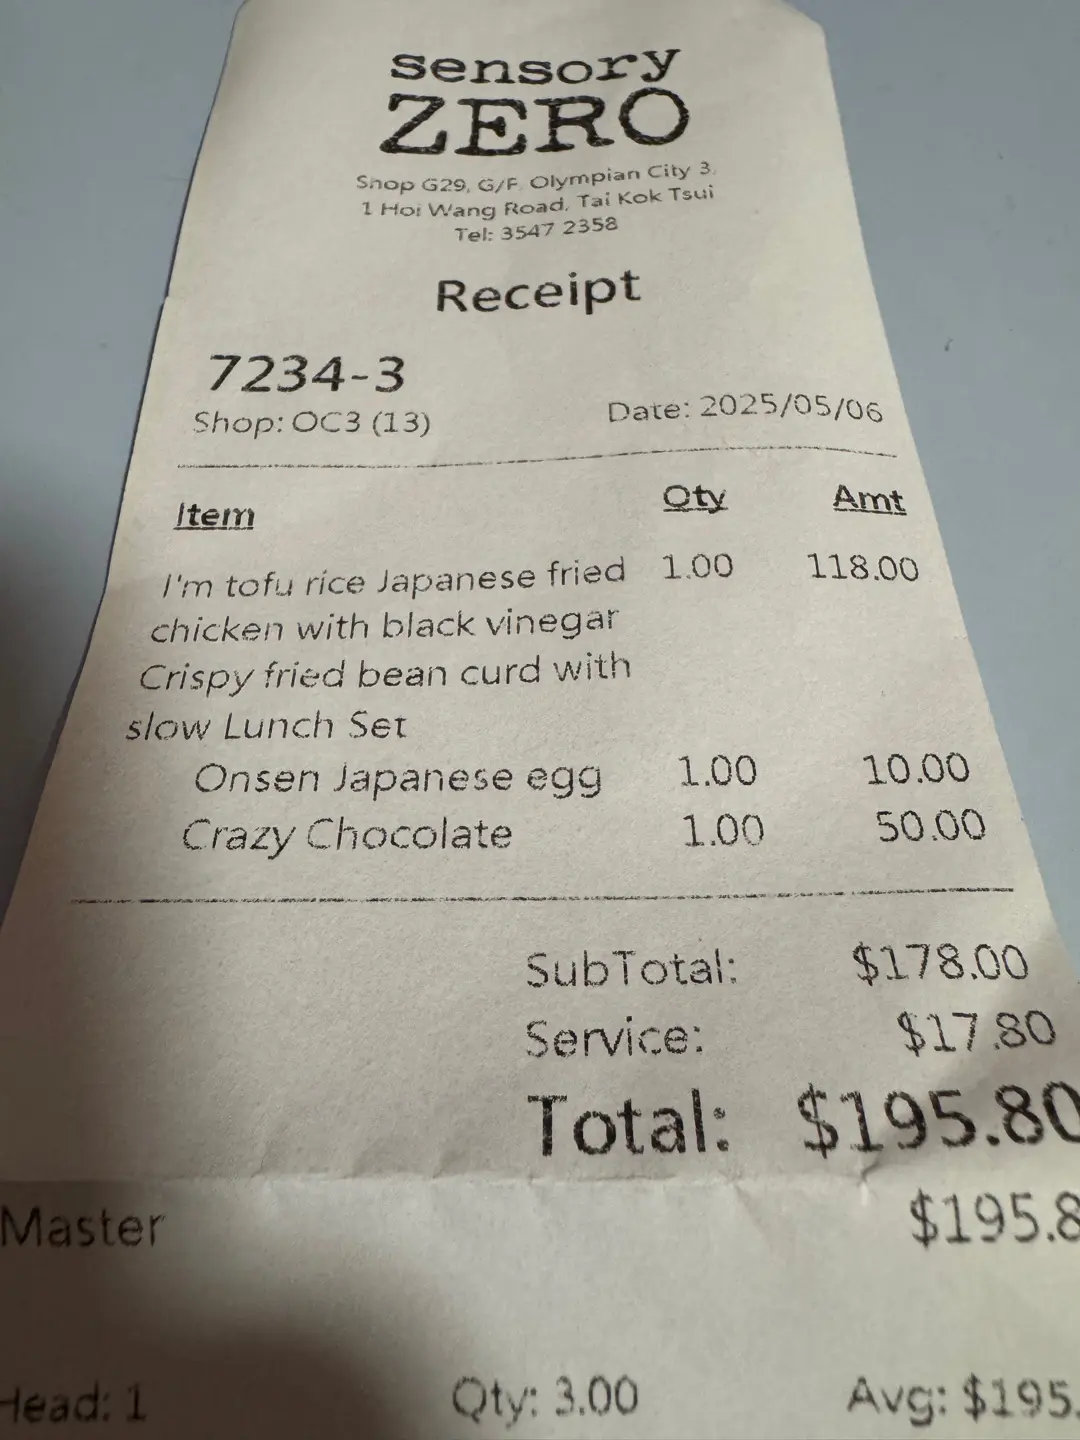 sensory
ZERO
Shop G29, G/F, Olympian City 3,
1 Hoi Wang Road, Tai Kok Tsui
Tel: 3547 2358
Receipt
7234-3
Shop: OC3 (13) Date: 2025/05/06
Item Qty Amt
I'm tofu rice Japanese fried 1.00 118.00
chicken with black vinegar
Crispy fried bean curd with
slow Lunch Set
Onsen Japanese egg 1.00 10.00
Crazy Chocolate 1.00 50.00
SubTotal: $178.00
Service: $17.80
Total: $195.80
Master $195.8
Head: 1 Qty: 3.00 Avg: $195.